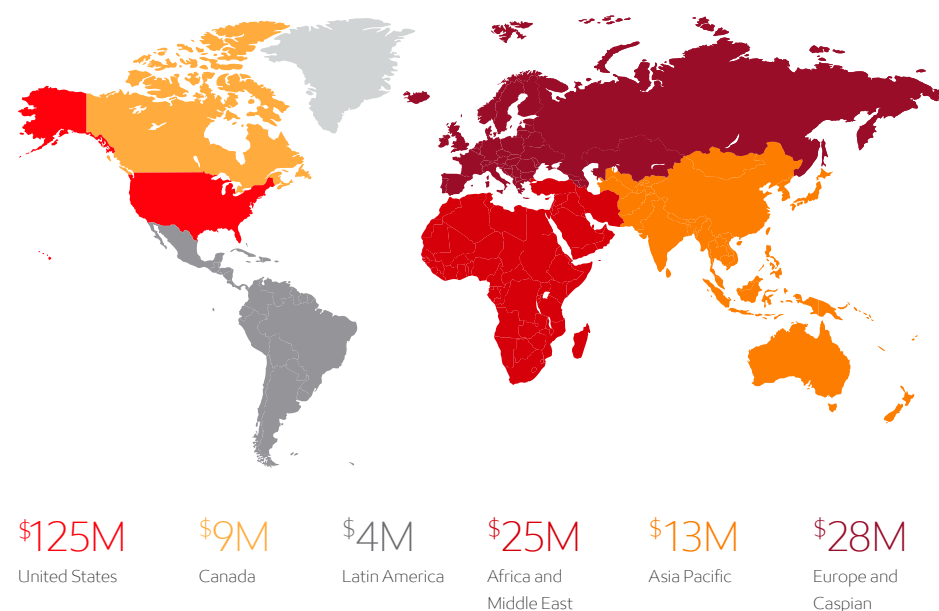 $125M
United States
$9M
Canada
$4M
Latin America
$25M
Africa and
Middle East
$13M
Asia Pacific
$28M
Europe and
Caspian